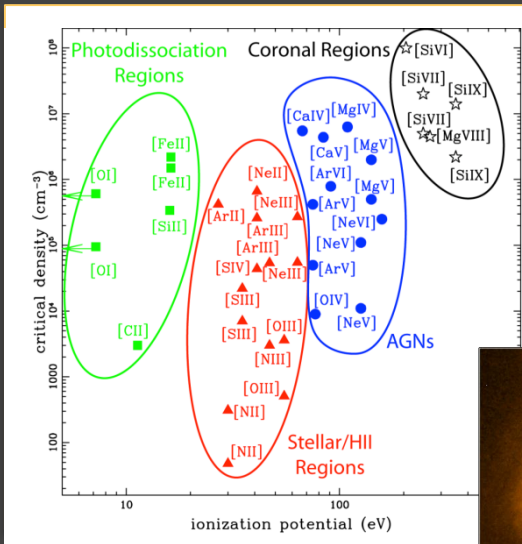 Photodissociation
Regions
Coronal Regions
[SiVI]
[SiVII]
[SiIX]
[SiVII]
[MgVIII]
[SiIX]
[CaIV]
[MgIV]
[CaV]
[MgV]
[ArVI]
[MgV]
[ArV]
[NeVI]
[NeV]
[ArV]
[OIV]
[NeV]
AGNs
[FeII]
[OI]
[FeII]
[SiII]
[OI]
[CII]
[NeII]
[NeIII]
[ArII]
[ArIII]
[ArIII]
[SIV]
[NeIII]
[SIII]
[SIII]
[OIII]
[NIII]
[OIII]
[NII]
[NII]
Stellar/HII
Regions
critical density (cm⁻³)
10⁸
10⁷
10⁶
10⁵
10⁴
1000
100
10
100
ionization potential (eV)